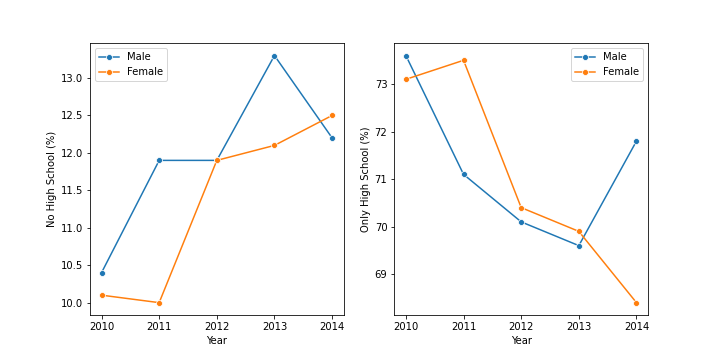 Male
Female
13.0
12.5
12.0
11.5
11.0
10.5
10.0
No High School (%)
2010 2011 2012 2013 2014
Year
Male
Female
73
72
71
70
69
Only High School (%)
2010 2011 2012 2013 2014
Year